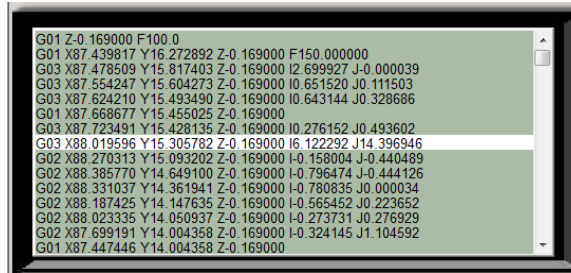 G01 Z-0.169000 F100.0
G01 X87.439817 Y16.272892 Z-0.169000 F150.000000
G03 X87.478509 Y15.817403 Z-0.169000 I2.699927 J-0.000039
G03 X87.554247 Y15.604273 Z-0.169000 I0.651520 J0.111503
G03 X87.624210 Y15.493490 Z-0.169000 I0.643144 J0.328686
G01 X87.668677 Y15.455025 Z-0.169000
G03 X87.723491 Y15.428135 Z-0.169000 I0.276152 J0.493602
G03 X88.019596 Y15.305782 Z-0.169000 I6.122292 J14.396946
G02 X88.270313 Y15.093202 Z-0.169000 I-0.158004 J-0.440489
G02 X88.385770 Y14.649100 Z-0.169000 I-0.796474 J-0.444126
G02 X88.331037 Y14.361941 Z-0.169000 I-0.780835 J0.000034
G02 X88.187425 Y14.147635 Z-0.169000 I-0.565452 J0.223652
G02 X88.023335 Y14.050937 Z-0.169000 I-0.273731 J0.276929
G02 X87.699191 Y14.004358 Z-0.169000 I-0.324145 J1.104592
G01 X87.447446 Y14.004358 Z-0.169000